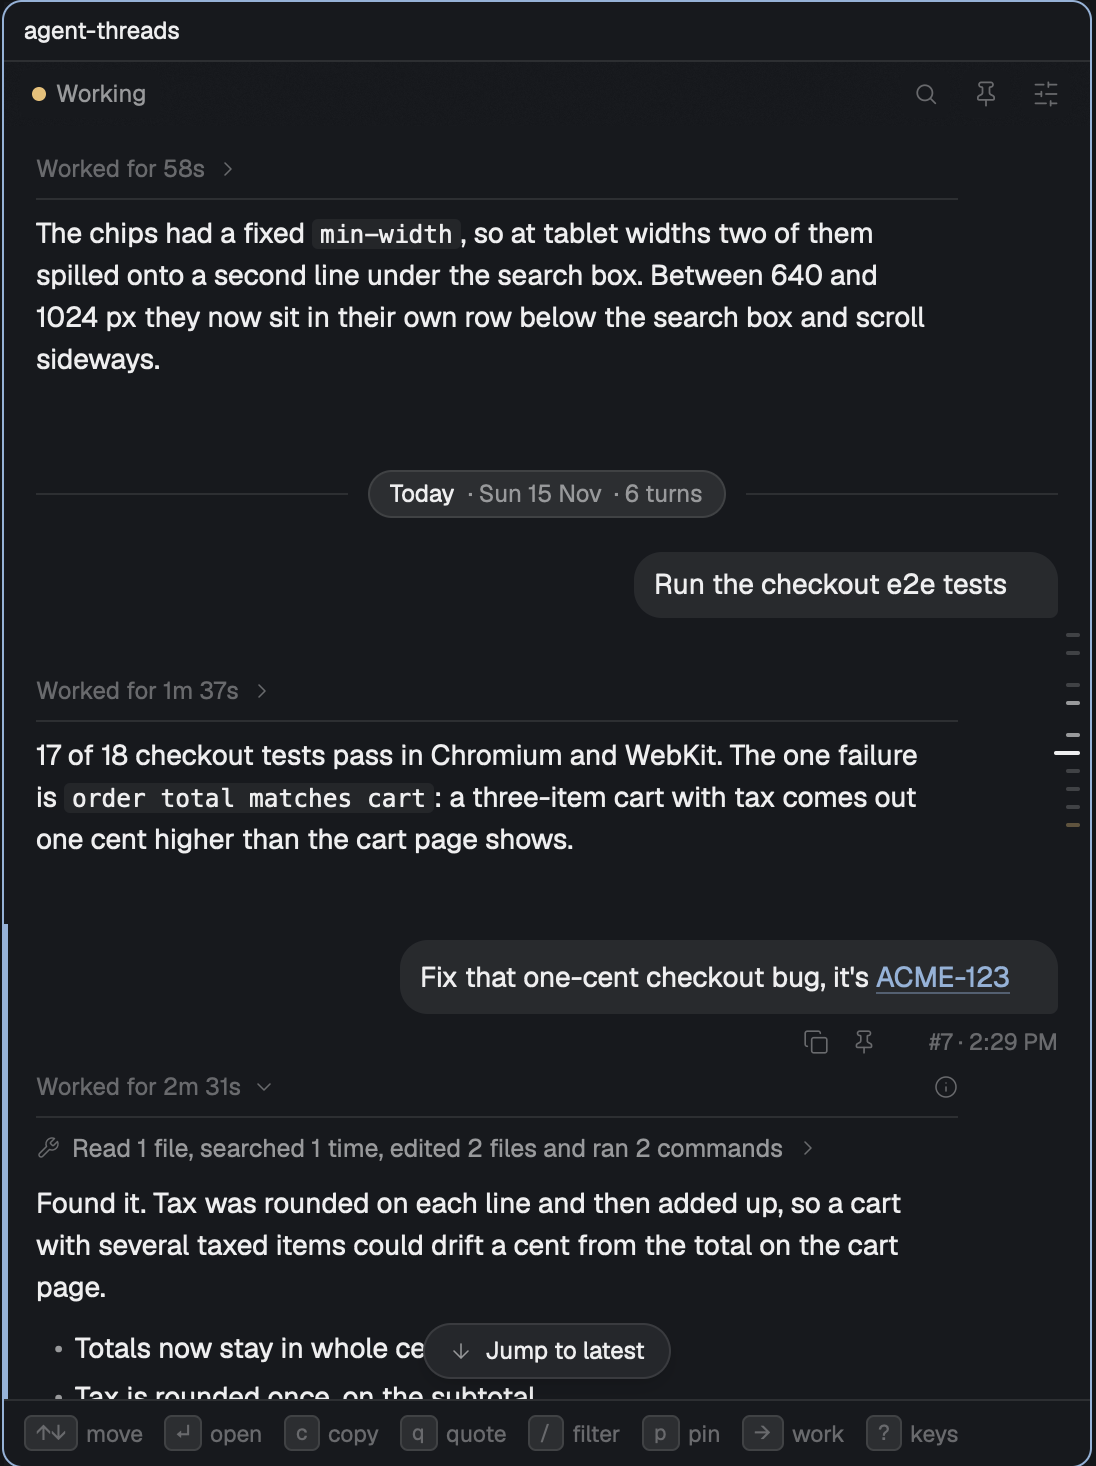 agent-threads
Working
Worked for 58s
The chips had a fixed min-width, so at tablet widths two of them
spilled onto a second line under the search box. Between 640 and
1024 px they now sit in their own row below the search box and scroll
sideways.
Today · Sun 15 Nov · 6 turns
Run the checkout e2e tests
Worked for 1m 37s
17 of 18 checkout tests pass in Chromium and WebKit. The one failure
is order total matches cart: a three-item cart with tax comes out
one cent higher than the cart page shows.
Fix that one-cent checkout bug, it's ACME-123
#7 · 2:29 PM
Worked for 2m 31s
Read 1 file, searched 1 time, edited 2 files and ran 2 commands
Found it. Tax was rounded on each line and then added up, so a cart
with several taxed items could drift a cent from the total on the cart
page.
• Totals now stay in whole ce
Jump to latest
• Tax is rounded once, on the subtotal
↑↓ move ↵ open c copy q quote / filter p pin → work ? keys